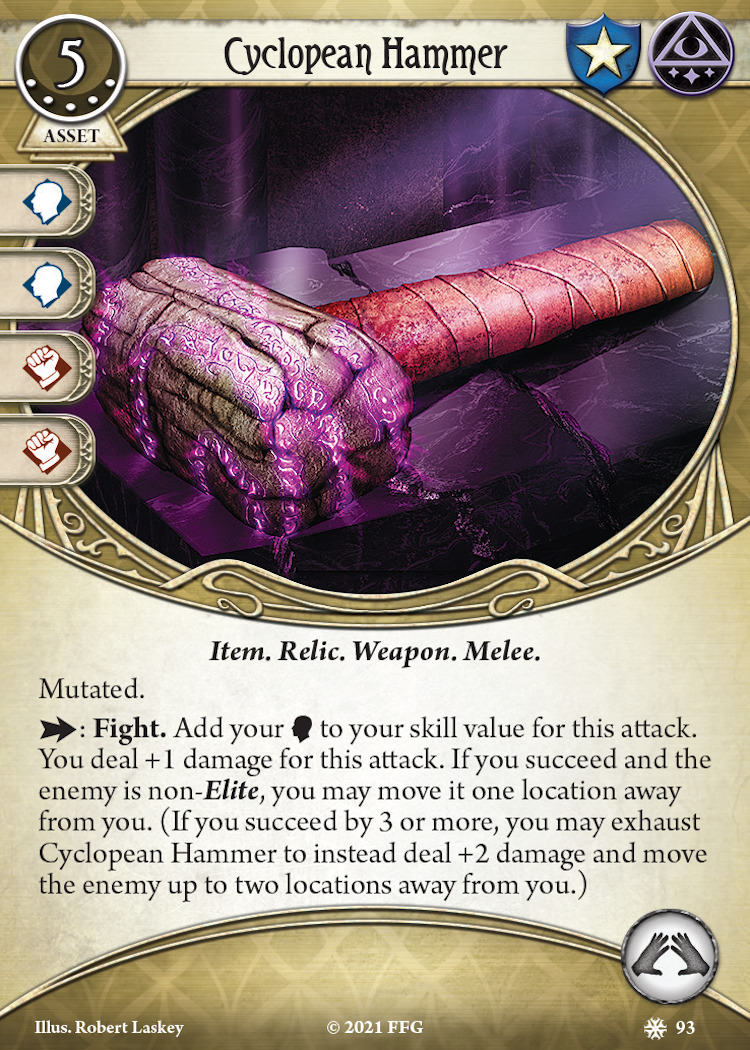 5
Cyclopean Hammer
ASSET
Item. Relic. Weapon. Melee.
Mutated.
: Fight. Add your to your skill value for this attack.
You deal +1 damage for this attack. If you succeed and the
enemy is non-Elite, you may move it one location away
from you. (If you succeed by 3 or more, you may exhaust
Cyclopean Hammer to instead deal +2 damage and move
the enemy up to two locations away from you.)
Illus. Robert Laskey © 2021 FFG 93